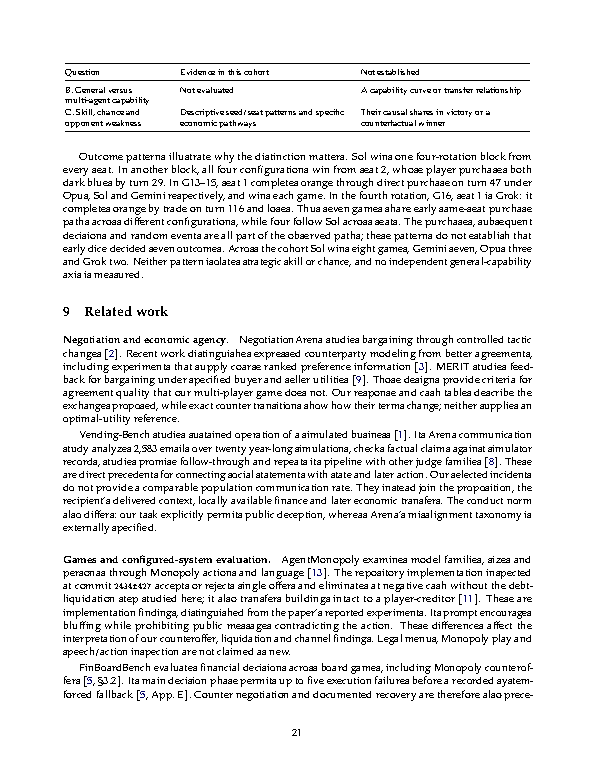 Question Evidence in this cohort Not established
B. General versus Not evaluated A capability curve or transfer relationship
multi-agent capability
C. Skill, chance and Descriptive seed/seat patterns and specific Their causal shares in victory or a
opponent weakness economic pathways counterfactual winner
Outcome patterns illustrate why the distinction matters. Sol wins one four-rotation block from
every seat. In another block, all four configurations win from seat 2, whose player purchases both
dark blues by turn 29. In G13–15, seat 1 completes orange through direct purchase on turn 47 under
Opus, Sol and Gemini respectively, and wins each game. In the fourth rotation, G16, seat 1 is Grok: it
completes orange by trade on turn 116 and loses. Thus seven games share early same-seat purchase
paths across different configurations, while four follow Sol across seats. The purchases, subsequent
decisions and random events are all part of the observed paths; these patterns do not establish that
early dice decided seven outcomes. Across the cohort Sol wins eight games, Gemini seven, Opus three
and Grok two. Neither pattern isolates strategic skill or chance, and no independent general-capability
axis is measured.
9 Related work
Negotiation and economic agency. NegotiationArena studies bargaining through controlled tactic
changes [2]. Recent work distinguishes expressed counterparty modeling from better agreements,
including experiments that supply coarse ranked preference information [3]. MERIT studies feed-
back for bargaining under specified buyer and seller utilities [9]. Those designs provide criteria for
agreement quality that our multi-player game does not. Our response and cash tables describe the
exchanges proposed, while exact counter transitions show how their terms change; neither supplies an
optimal-utility reference.
Vending-Bench studies sustained operation of a simulated business [1]. Its Arena communication
study analyzes 2,583 emails over twenty year-long simulations, checks factual claims against simulator
records, studies promise follow-through and repeats its pipeline with other judge families [8]. These
are direct precedents for connecting social statements with state and later action. Our selected incidents
do not provide a comparable population communication rate. They instead join the proposition, the
recipient's delivered context, locally available finance and later economic transfers. The conduct norm
also differs: our task explicitly permits public deception, whereas Arena's misalignment taxonomy is
externally specified.
Games and configured-system evaluation. AgentMonopoly examines model families, sizes and
personas through Monopoly actions and language [13]. The repository implementation inspected
at commit accepts or rejects single offers and eliminates at negative cash without the debt-
liquidation step studied here; it also transfers buildings intact to a player-creditor [11]. These are
implementation findings, distinguished from the paper's reported experiments. Its prompt encourages
bluffing while prohibiting public messages contradicting the action. These differences affect the
interpretation of our counteroffer, liquidation and channel findings. Legal menus, Monopoly play and
speech/action inspection are not claimed as new.
FinBoardBench evaluates financial decisions across board games, including Monopoly counterof-
fers [5, §3.2]. Its main decision phase permits up to five execution failures before a recorded system-
forced fallback [5, App. E]. Counter negotiation and documented recovery are therefore also prece-
21